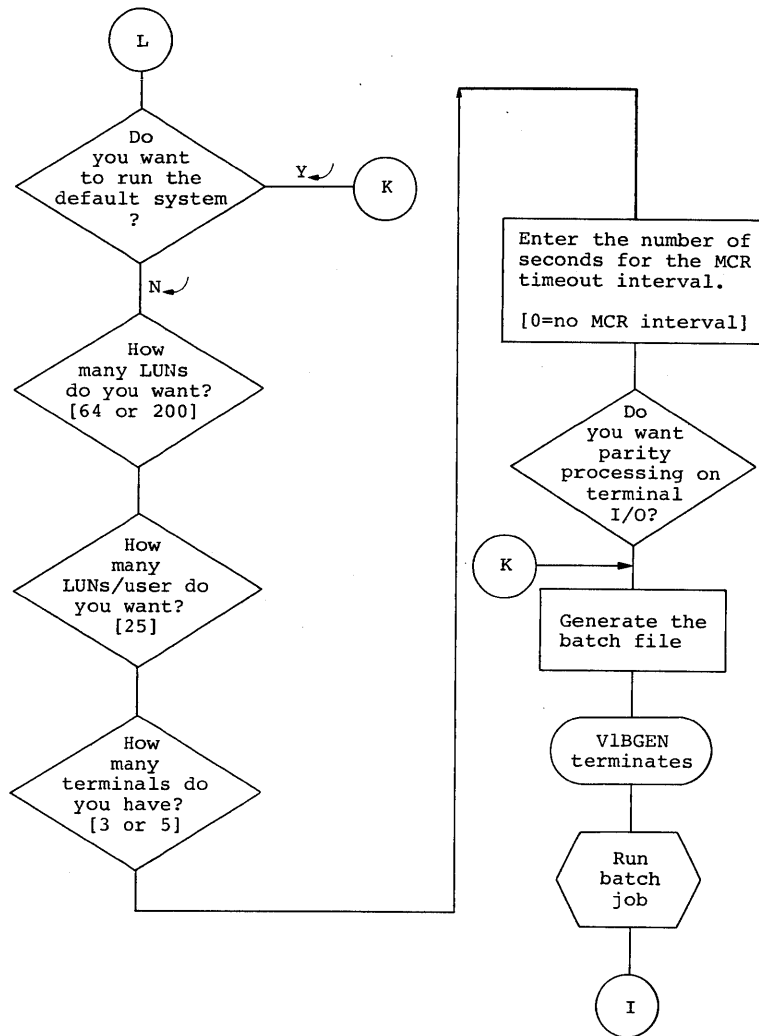 L
Do
you want
to run the
default system
?
Y
K
N
How
many LUNs
do you want?
[64 or 200]
How
many
LUNs/user do
you want?
[25]
How
many
terminals do
you have?
[3 or 5]
Enter the number of
seconds for the MCR
timeout interval.
[0=no MCR interval]
Do
you want
parity
processing on
terminal
I/O?
K
Generate the
batch file
V1BGEN
terminates
Run
batch
job
I